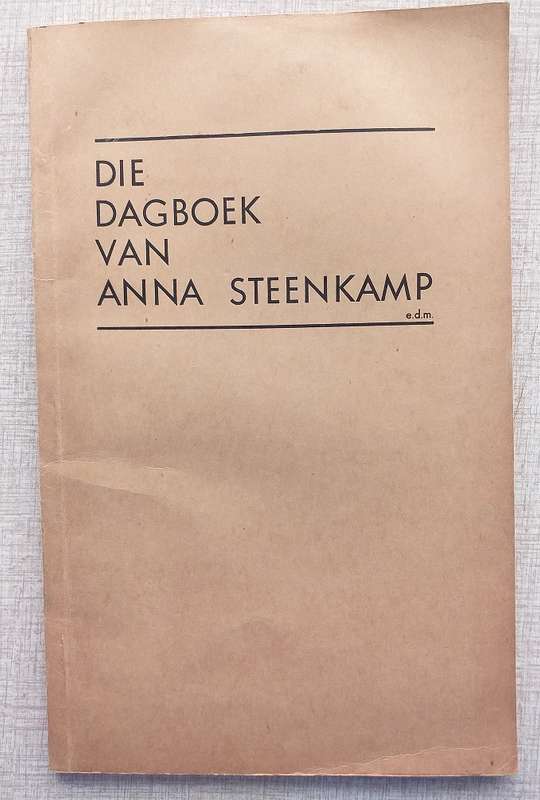 DIE
DAGBOEK
VAN
ANNA STEENKAMP
e.d.m.